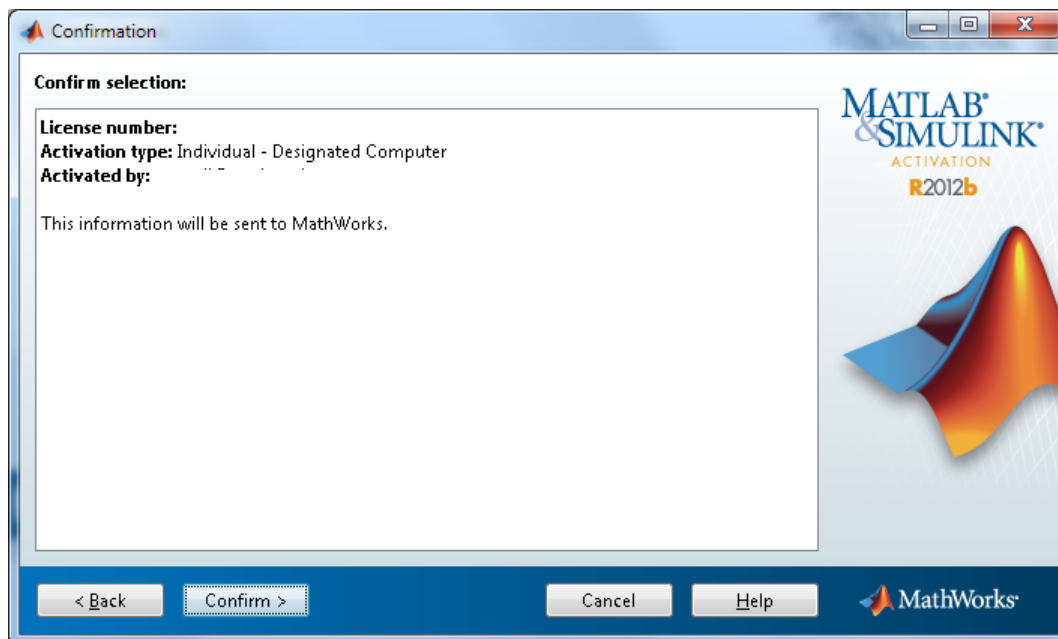 Confirmation
Confirm selection:
License number:
Activation type: Individual - Designated Computer
Activated by:
This information will be sent to MathWorks.
MATLAB®
&SIMULINK®
ACTIVATION
R2012b
< Back
Confirm >
Cancel
Help
MathWorks®